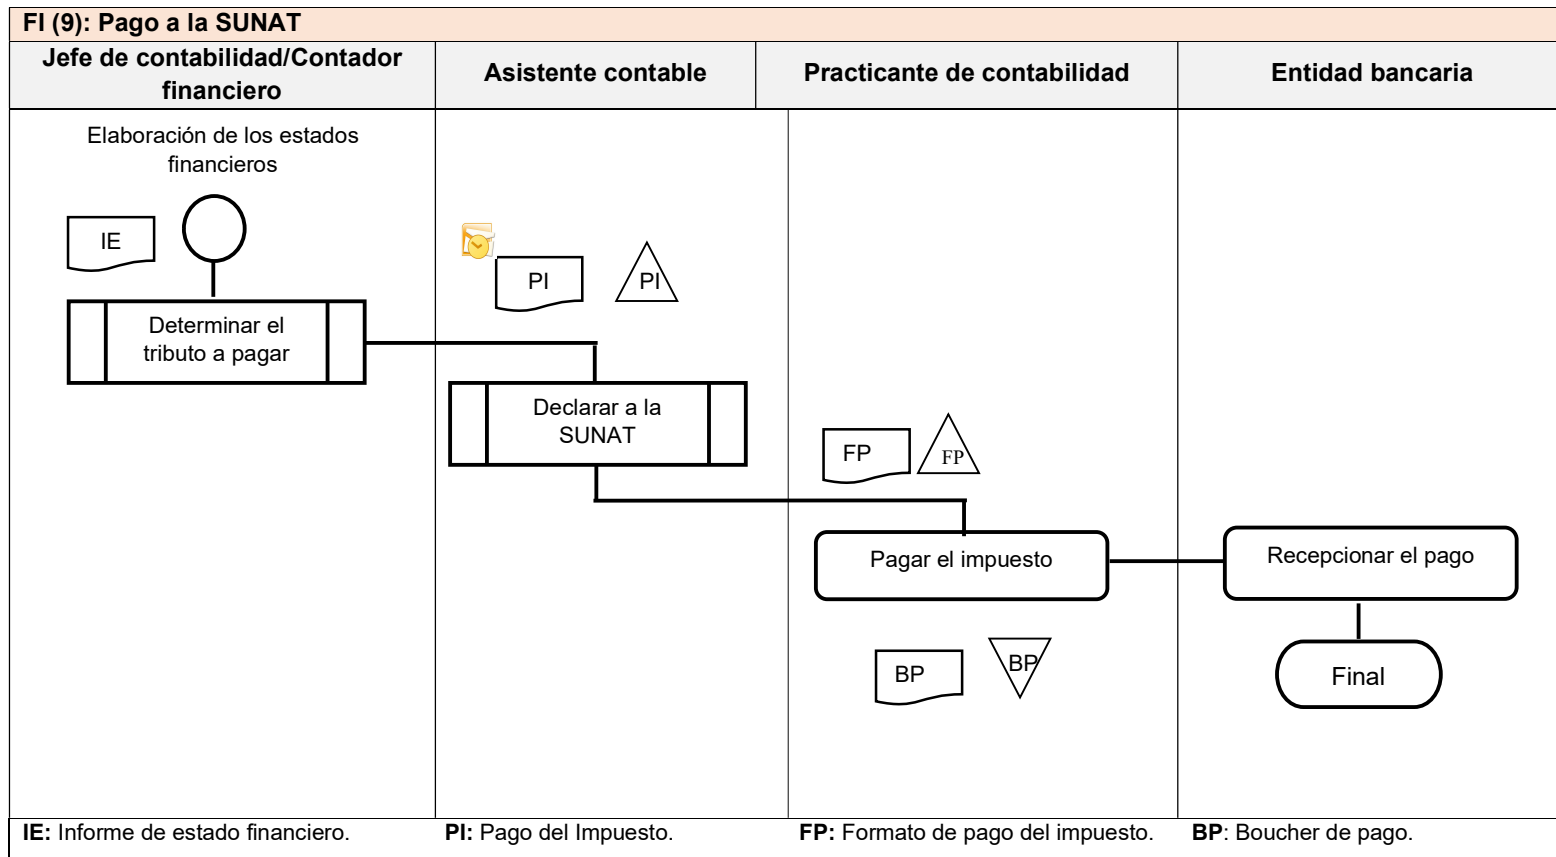 FI (9): Pago a la SUNAT
Jefe de contabilidad/Contador
financiero
Asistente contable
Practicante de contabilidad
Entidad bancaria
Elaboración de los estados
financieros
IE
Determinar el
tributo a pagar
PI
PI
Declarar a la
SUNAT
FP
FP
Pagar el impuesto
BP
BP
Recepcionar el pago
Final
IE: Informe de estado financiero.
PI: Pago del Impuesto.
FP: Formato de pago del impuesto.
BP: Boucher de pago.